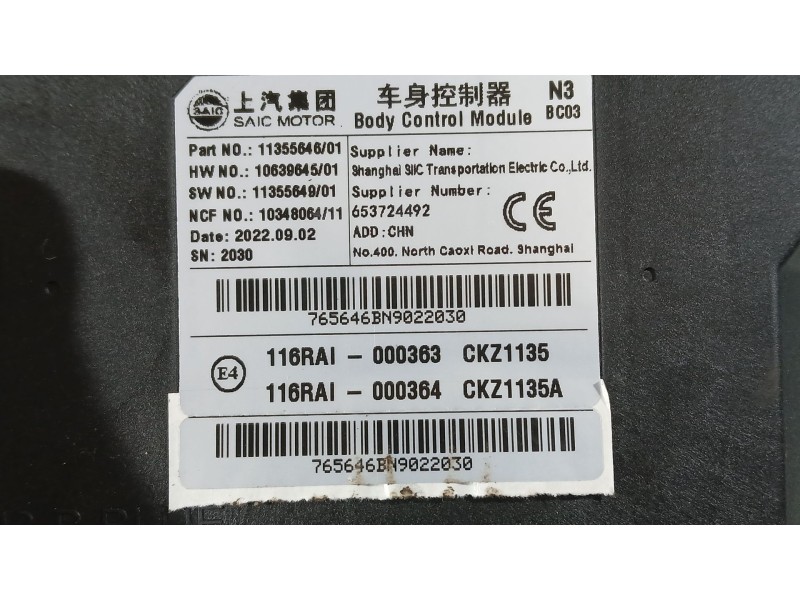 SAIC 上汽集团 车身控制器 N3
SAIC MOTOR Body Control Module BC03
Part NO.: 11355646/01 Supplier Name:
HW NO.: 10639645/01 Shanghai SIIC Transportation Electric Co.,Ltd.
SW NO.: 11355649/01 Supplier Number:
NCF NO.: 10348064/11 653724492 CE
Date: 2022.09.02 ADD:CHN
SN: 2030 No.400, North Caoxi Road, Shanghai
765646BN9022030
E4 116RAI - 000363 CKZ1135
116RAI - 000364 CKZ1135A
765646BN9022030